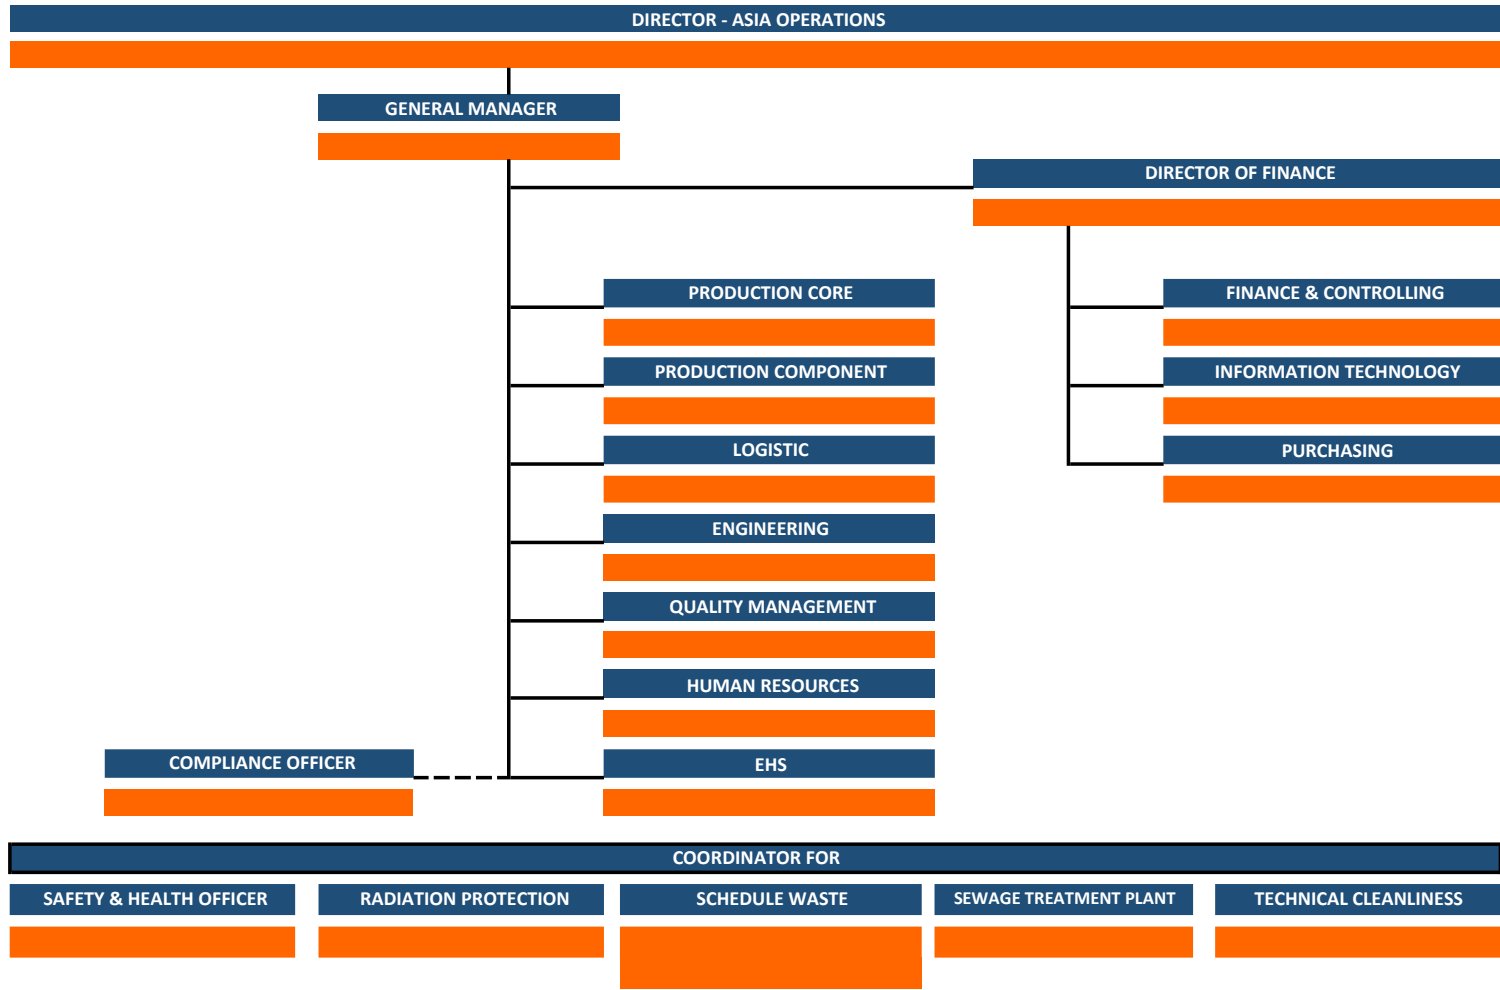 DIRECTOR - ASIA OPERATIONS
GENERAL MANAGER
DIRECTOR OF FINANCE
PRODUCTION CORE
FINANCE & CONTROLLING
PRODUCTION COMPONENT
INFORMATION TECHNOLOGY
LOGISTIC
PURCHASING
ENGINEERING
QUALITY MANAGEMENT
HUMAN RESOURCES
COMPLIANCE OFFICER
EHS
COORDINATOR FOR
SAFETY & HEALTH OFFICER
RADIATION PROTECTION
SCHEDULE WASTE
SEWAGE TREATMENT PLANT
TECHNICAL CLEANLINESS